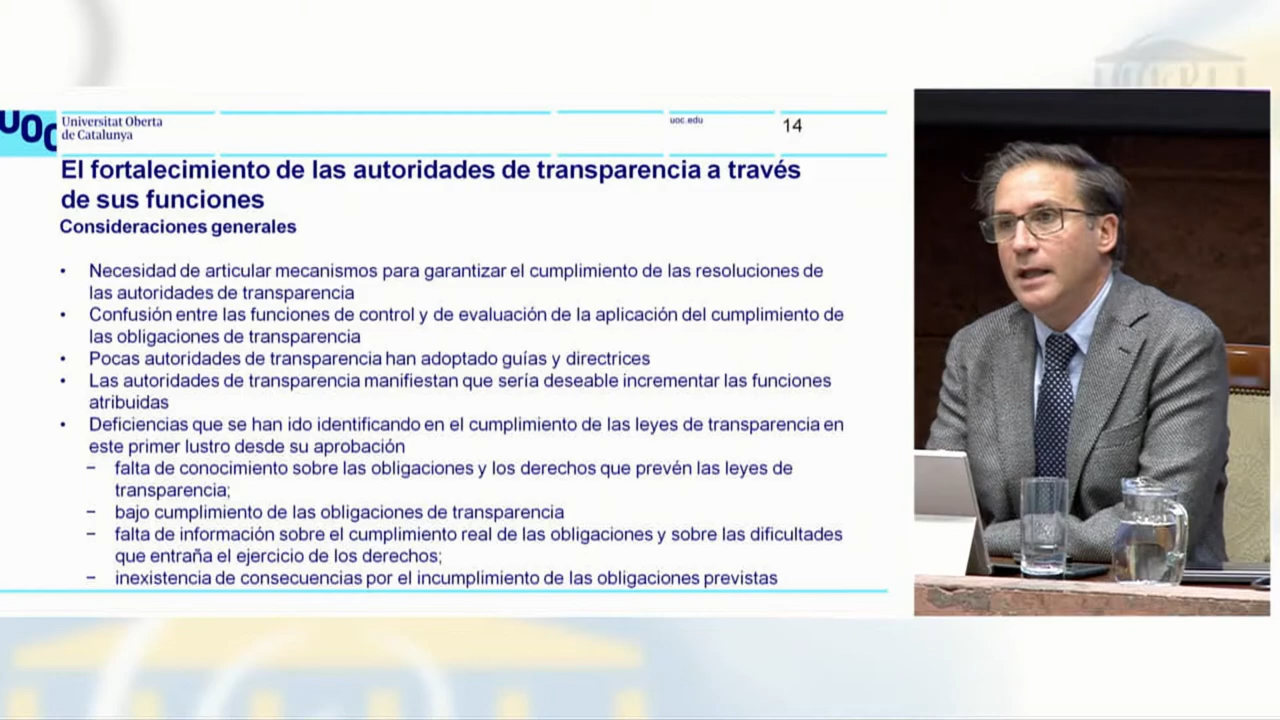 UOC
Universitat Oberta
de Catalunya
uoc.edu
14
El fortalecimiento de las autoridades de transparencia a través
de sus funciones
Consideraciones generales
• Necesidad de articular mecanismos para garantizar el cumplimiento de las resoluciones de
las autoridades de transparencia
• Confusión entre las funciones de control y de evaluación de la aplicación del cumplimiento de
las obligaciones de transparencia
• Pocas autoridades de transparencia han adoptado guías y directrices
• Las autoridades de transparencia manifiestan que sería deseable incrementar las funciones
atribuidas
• Deficiencias que se han ido identificando en el cumplimiento de las leyes de transparencia en
este primer lustro desde su aprobación
− falta de conocimiento sobre las obligaciones y los derechos que prevén las leyes de
transparencia;
− bajo cumplimiento de las obligaciones de transparencia
− falta de información sobre el cumplimiento real de las obligaciones y sobre las dificultades
que entraña el ejercicio de los derechos;
− inexistencia de consecuencias por el incumplimiento de las obligaciones previstas